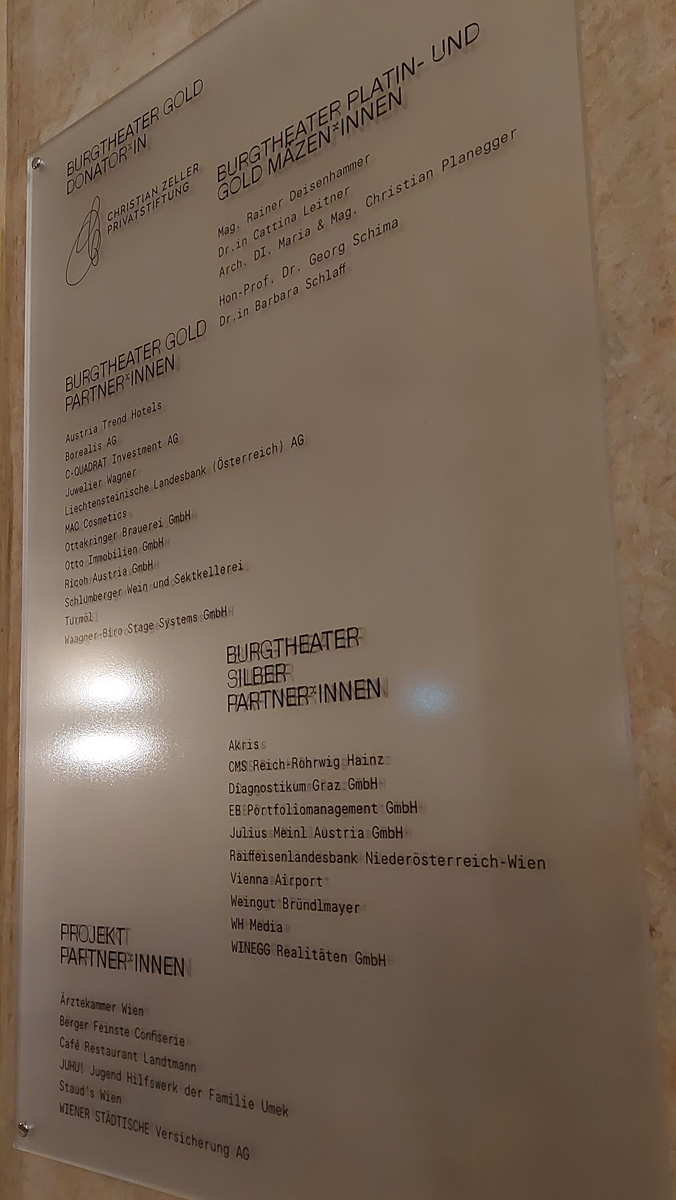 BURGTHEATER GOLD
DONATOR*IN
CHRISTIAN ZELLER
PRIVATSTIFTUNG
BURGTHEATER PLATIN- UND
GOLD MÄZEN*INNEN
Mag. Rainer Deisenhammer
Dr.in Cattina Leitner
Arch. DI. Maria & Mag. Christian Planegger
Hon-Prof. Dr. Georg Schima
Dr.in Barbara Schlaff
BURGTHEATER GOLD
PARTNER*INNEN
Austria Trend Hotels
Borealis AG
C-QUADRAT Investment AG
Juwelier Wagner
Liechtensteinische Landesbank (Österreich) AG
MAC Cosmetics
Ottakringer Brauerei GmbH
Otto Immobilien GmbH
Ricoh Austria GmbH
Schlumberger Wein und Sektkellerei
Turmöl
Waagner-Biro Stage Systems GmbH
BURGTHEATER
SILBER
PARTNER*INNEN
Akris
CMS Reich-Rohrwig Hainz
Diagnostikum Graz GmbH
EB Portfoliomanagement GmbH
Julius Meinl Austria GmbH
Raiffeisenlandesbank Niederösterreich-Wien
Vienna Airport
Weingut Bründlmayer
WH Media
WINEGG Realitäten GmbH
PROJEKT
PARTNER*INNEN
Ärztekammer Wien
Berger Feinste Confiserie
Café Restaurant Landtmann
JUHU! Jugend Hilfswerk der Familie Umek
Staud's Wien
WIENER STÄDTISCHE Versicherung AG